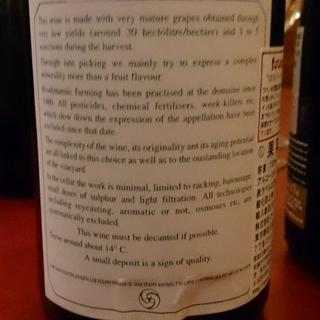 This wine is made with very mature grapes obtained through
very low yields (around 30 hectolitre/hectare) and 3 to 5
selections during the harvest.
Through late picking we mainly try to express a complex
minerality more than a fruit flavour.
Biodynamic farming has been practised at the domaine since
1980. All pesticides, chemical fertilisers, week-killers etc,
which slow down the expression of the appellation have been
excluded since that date.
The complexity of the wine, its originality ant its aging potential
are all linked to this choice as well as to the oustanding location
of the vineyard.
In the cellar the work is minimal, limited to racking, batonnage,
small doses of sulphur and light filtration. All technologies
including reyeasting, aromatic or not, osmoses etc, are
systematically excluded.
This wine must be decanted if possible.
Serve around about 14° C.
A small deposit is a sign of quality.